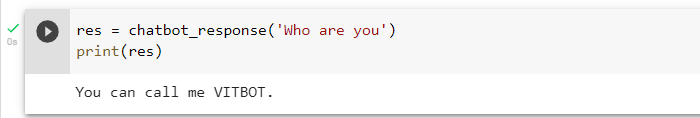 res = chatbot_response('Who are you')
print(res)
0s
You can call me VITBOT.